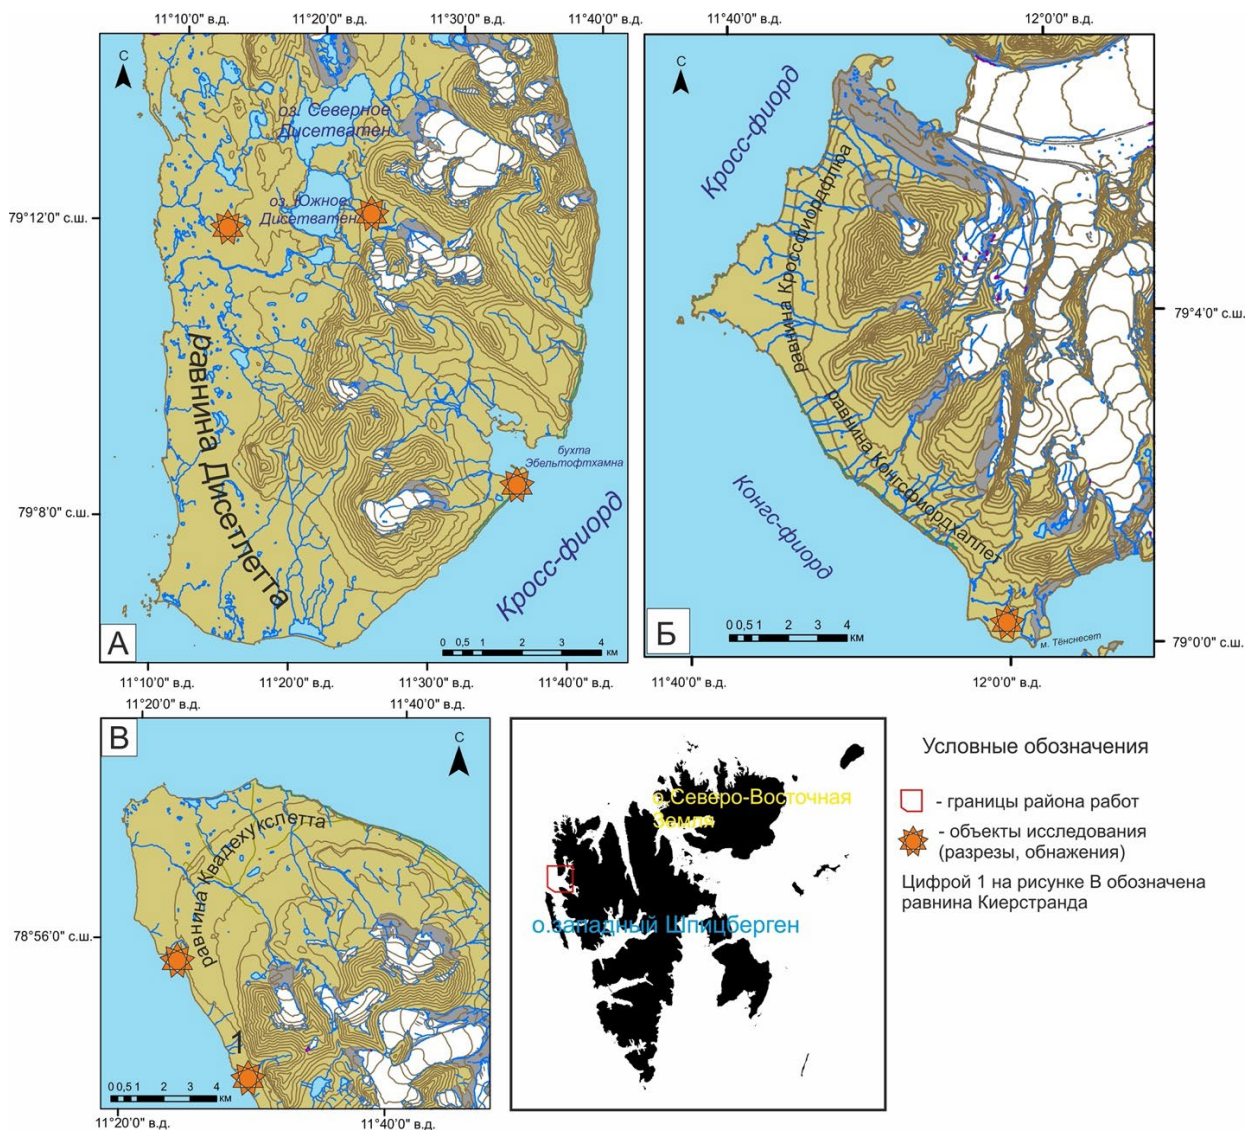 11°10'0" в.д.
11°20'0" в.д.
11°30'0" в.д.
11°40'0" в.д.
С
оз. Северное
Дисетватен
оз. Южное
Дисетватен
79°12'0" с.ш.
равнина Дисетлетта
бухта
Эбельтофтхамна
79°8'0" с.ш.
Кросс-фиорд
А
0 0,5 1 2 3 4
км
11°10'0" в.д.
11°20'0" в.д.
11°30'0" в.д.
11°40'0" в.д.
11°40'0" в.д.
12°0'0" в.д.
С
Кросс-фиорд
равнина Кроссфиордфлюа
79°4'0" с.ш.
равнина Конгсфиордхаллет
Конгс-фиорд
Б
0 0,5 1 2 3 4
км
м. Тёнснесет
79°0'0" с.ш.
11°40'0" в.д.
12°0'0" в.д.
11°20'0" в.д.
11°40'0" в.д.
В
С
равнина Квадехукслетта
78°56'0" с.ш.
1
0 0,5 1 2 3 4
км
11°20'0" в.д.
11°40'0" в.д.
о.Северо-Восточная
Земля
о.западный Шпицберген
Условные обозначения
- границы района работ
- объекты исследования
(разрезы, обнажения)
Цифрой 1 на рисунке В обозначена
равнина Киерстранда